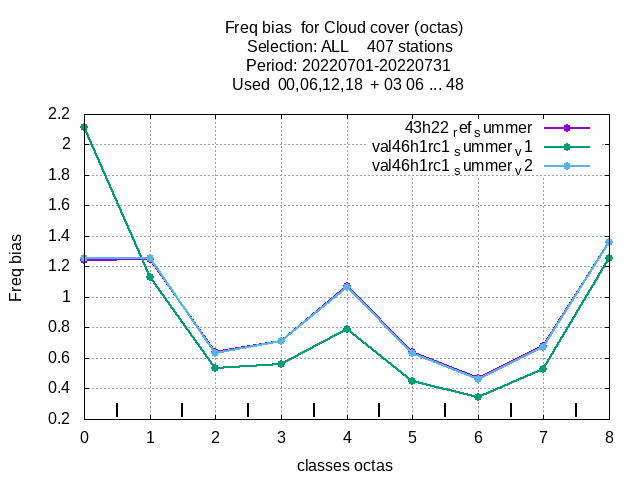 Freq bias  for Cloud cover (octas)
Selection: ALL    407 stations
Period: 20220701-20220731
Used  00,06,12,18  + 03 06 ... 48
43h22 ref summer
val46h1rc1 summer v1
val46h1rc1 summer v2
2.2
2
1.8
1.6
1.4
1.2
1
0.8
0.6
0.4
0.2
Freq bias
0 1 2 3 4 5 6 7 8
classes octas